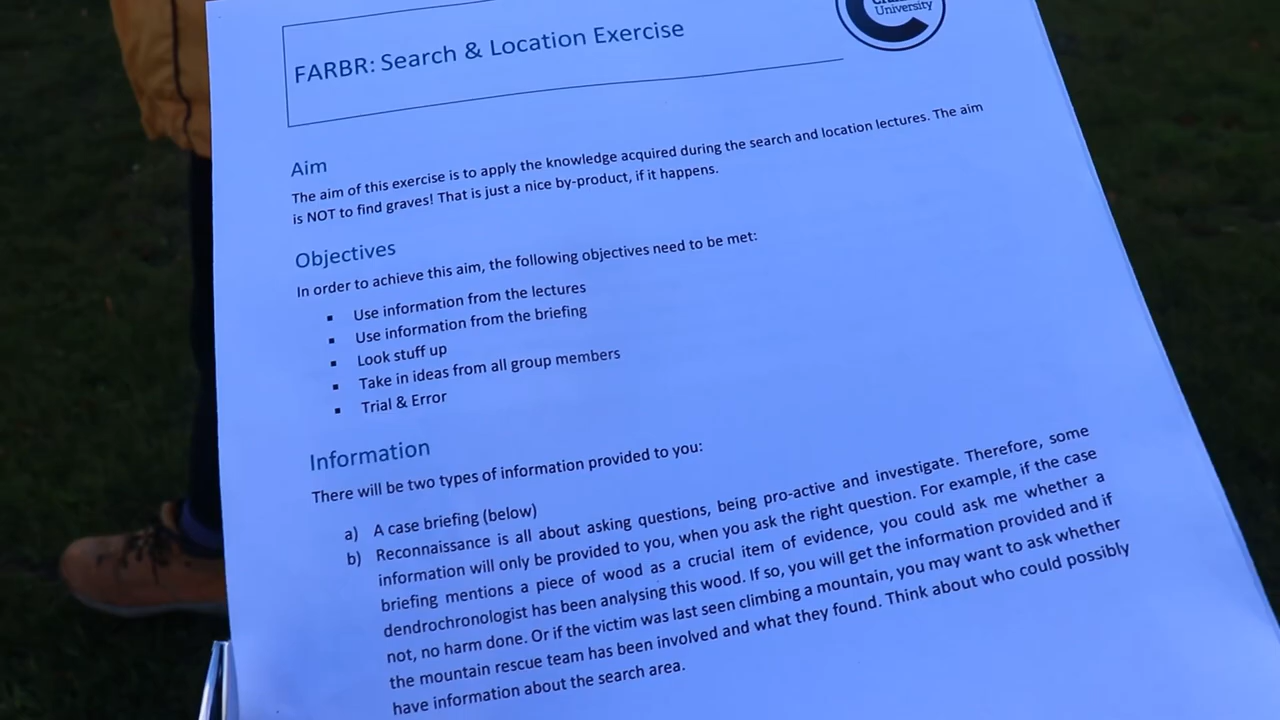 University
FARBR: Search & Location Exercise
Aim
The aim of this exercise is to apply the knowledge acquired during the search and location lectures. The aim
is NOT to find graves! That is just a nice by-product, if it happens.
Objectives
In order to achieve this aim, the following objectives need to be met:
▪ Use information from the lectures
▪ Use information from the briefing
▪ Look stuff up
▪ Take in ideas from all group members
▪ Trial & Error
Information
There will be two types of information provided to you:
a) A case briefing (below)
b) Reconnaissance is all about asking questions, being pro-active and investigate. Therefore, some
information will only be provided to you, when you ask the right question. For example, if the case
briefing mentions a piece of wood as a crucial item of evidence, you could ask me whether a
dendrochronologist has been analysing this wood. If so, you will get the information provided and if
not, no harm done. Or if the victim was last seen climbing a mountain, you may want to ask whether
the mountain rescue team has been involved and what they found. Think about who could possibly
have information about the search area.